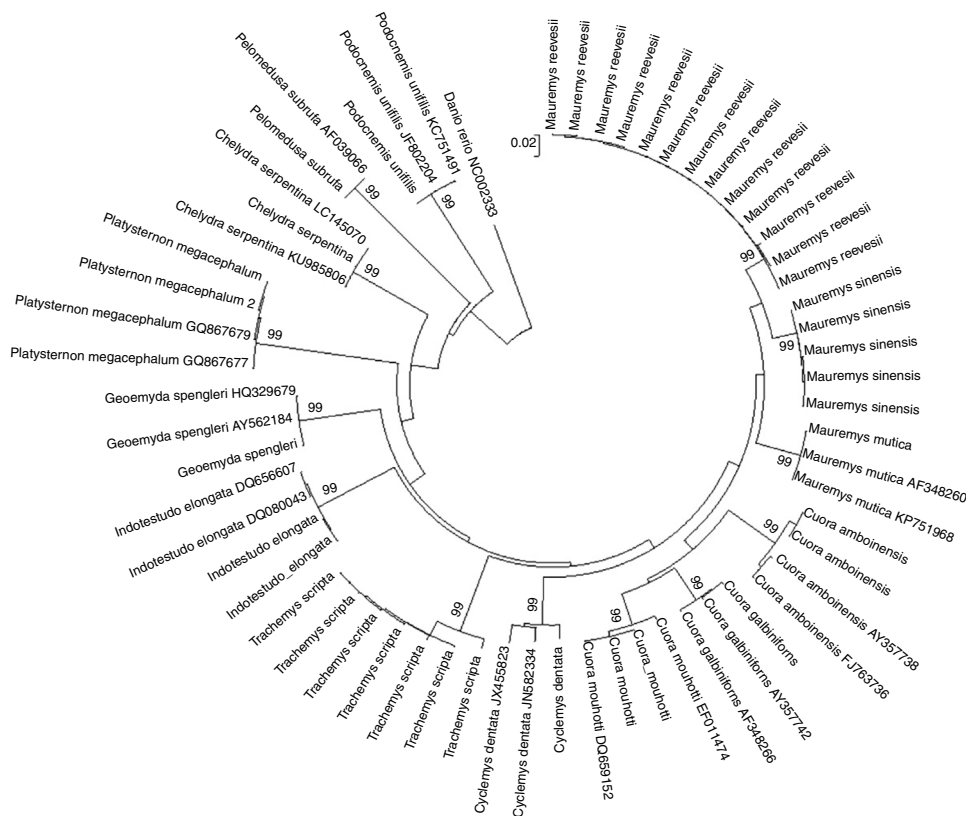 0.02
Mauremys reevesii
Mauremys reevesii
Mauremys reevesii
Mauremys reevesii
Mauremys reevesii
Mauremys reevesii
Mauremys reevesii
Mauremys reevesii
Mauremys reevesii
Mauremys reevesii
Mauremys reevesii
Mauremys reevesii
Mauremys reevesii
99
Mauremys sinensis
Mauremys sinensis
Mauremys sinensis
Mauremys sinensis
Mauremys sinensis
99
Mauremys mutica
Mauremys mutica AF348260
Mauremys mutica KP751968
99
Cuora amboinensis
Cuora amboinensis
Cuora amboinensis AY357738
Cuora amboinensis FJ763736
99
Cuora galbiniforns
Cuora galbiniforns AY357742
Cuora galbiniforns AF348266
99
Cuora mouhotti EF011474
Cuora_mouhotti
Cuora mouhotti
Cuora mouhotti DQ659152
99
Cyclemys dentata
Cyclemys dentata JN582334
Cyclemys dentata JX455823
99
Trachemys scripta
Trachemys scripta
Trachemys scripta
Trachemys scripta
Trachemys scripta
Trachemys scripta
Trachemys scripta
99
Indotestudo_elongata
Indotestudo elongata
Indotestudo elongata DQ080043
Indotestudo elongata DQ656607
99
Geoemyda spengleri
Geoemyda spengleri AY562184
Geoemyda spengleri HQ329679
99
Platysternon megacephalum GQ867677
Platysternon megacephalum GQ867679
Platysternon megacephalum 2
Platysternon megacephalum
99
Chelydra serpentina KU985806
Chelydra serpentina
Chelydra serpentina LC145070
99
Pelomedusa subrufa
Pelomedusa subrufa AF039066
99
Podocnemis unifilis
Podocnemis unifilis JF802204
Podocnemis unifilis KC751491
99
Danio rerio NC002333